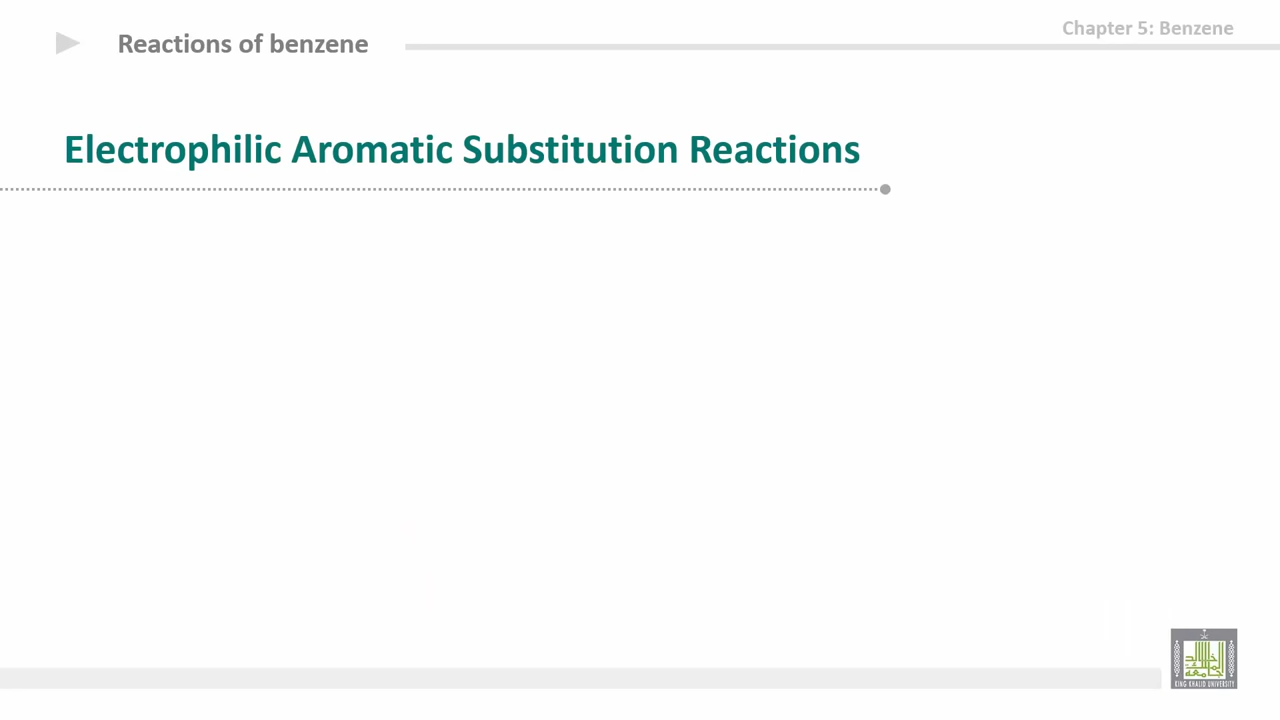 Chapter 5: Benzene
Reactions of benzene
Electrophilic Aromatic Substitution Reactions
KING KHALID UNIVERSITY